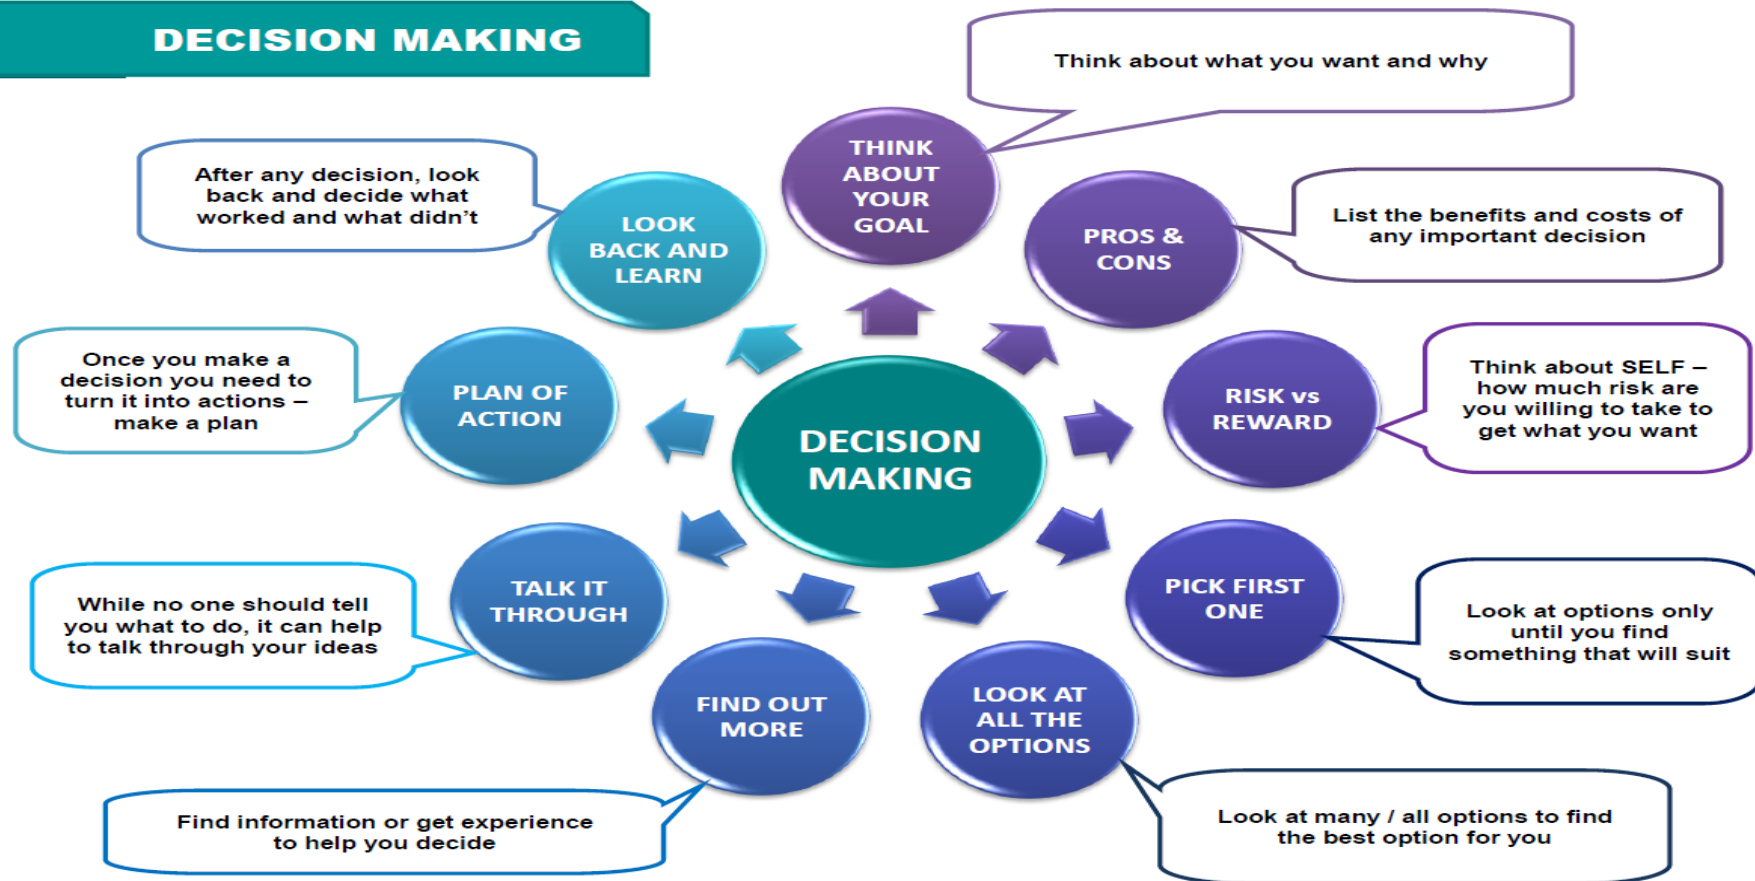 DECISION MAKING
Think about what you want and why
THINK
ABOUT
YOUR
GOAL
List the benefits and costs of
any important decision
PROS &
CONS
Think about SELF –
how much risk are
you willing to take to
get what you want
RISK vs
REWARD
Look at options only
until you find
something that will suit
PICK FIRST
ONE
Look at many / all options to find
the best option for you
LOOK AT
ALL THE
OPTIONS
Find information or get experience
to help you decide
FIND OUT
MORE
While no one should tell
you what to do, it can help
to talk through your ideas
TALK IT
THROUGH
Once you make a
decision you need to
turn it into actions –
make a plan
PLAN OF
ACTION
After any decision, look
back and decide what
worked and what didn't
LOOK
BACK AND
LEARN
DECISION
MAKING